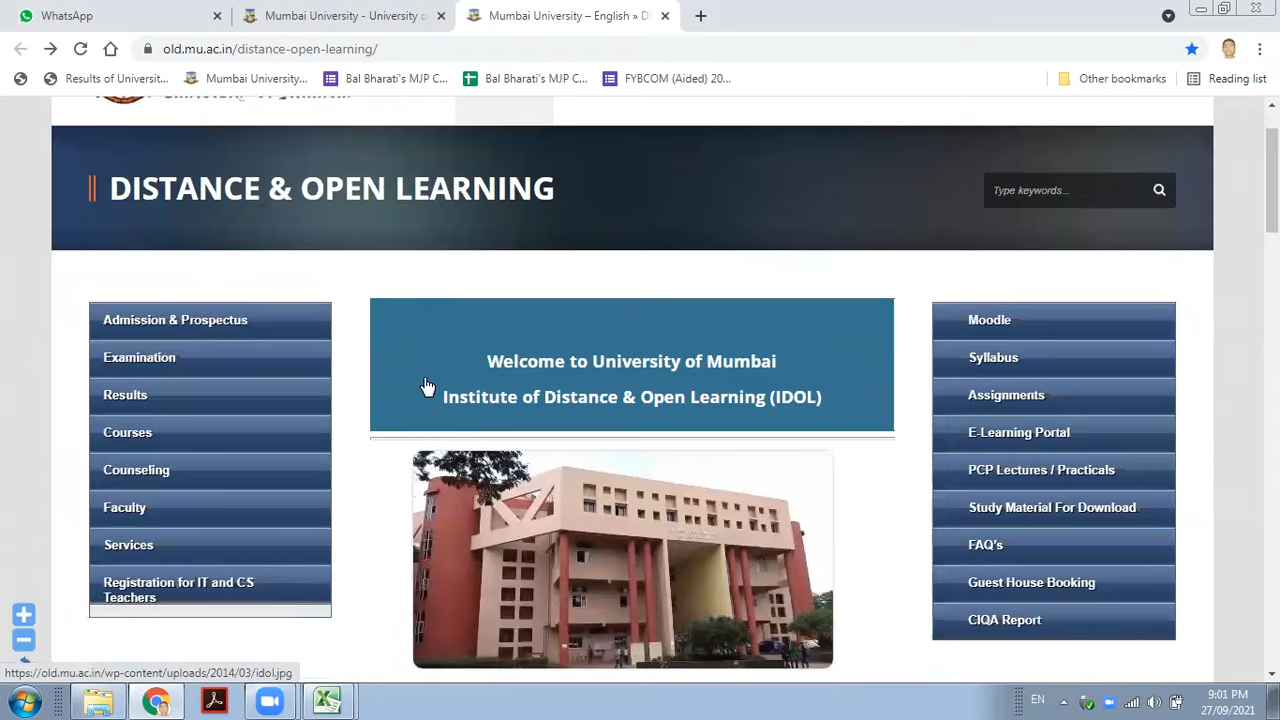 WhatsApp
Mumbai University - University of
Mumbai University – English » Di
old.mu.ac.in/distance-open-learning/
Results of Universit...
Mumbai University...
Bal Bharati's MJP C...
Bal Bharati's MJP C...
FYBCOM (Aided) 20...
Other bookmarks
Reading list
DISTANCE & OPEN LEARNING
Type keywords...
Admission & Prospectus
Examination
Results
Courses
Counseling
Faculty
Services
Registration for IT and CS
Teachers
Welcome to University of Mumbai
Institute of Distance & Open Learning (IDOL)
Moodle
Syllabus
Assignments
E-Learning Portal
PCP Lectures / Practicals
Study Material For Download
FAQ's
Guest House Booking
CIQA Report
https://old.mu.ac.in/wp-content/uploads/2014/03/idol.jpg
EN
9:01 PM
27/09/2021